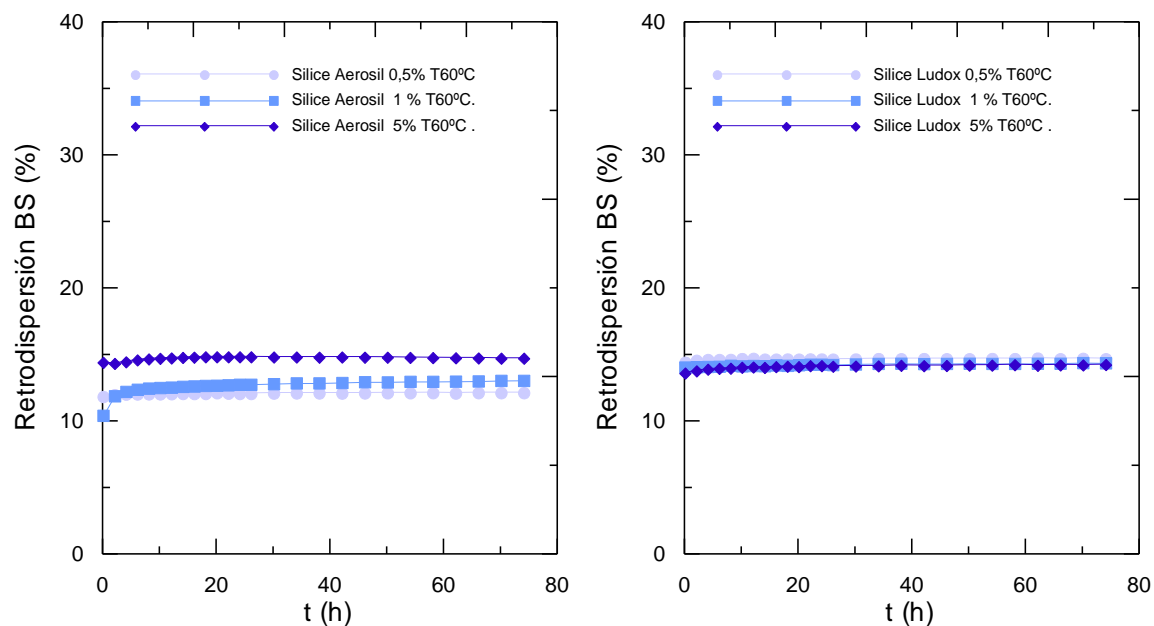 40
30
20
10
0
Retrodispersión BS (%)
Silice Aerosil 0,5% T60ºC
Silice Aerosil 1 % T60ºC.
Silice Aerosil 5% T60ºC .
0 20 40 60 80
t (h)
40
30
20
10
0
Retrodispersión BS (%)
Silice Ludox 0,5% T60ºC
Silice Ludox 1 % T60ºC.
Silice Ludox 5% T60ºC .
0 20 40 60 80
t (h)